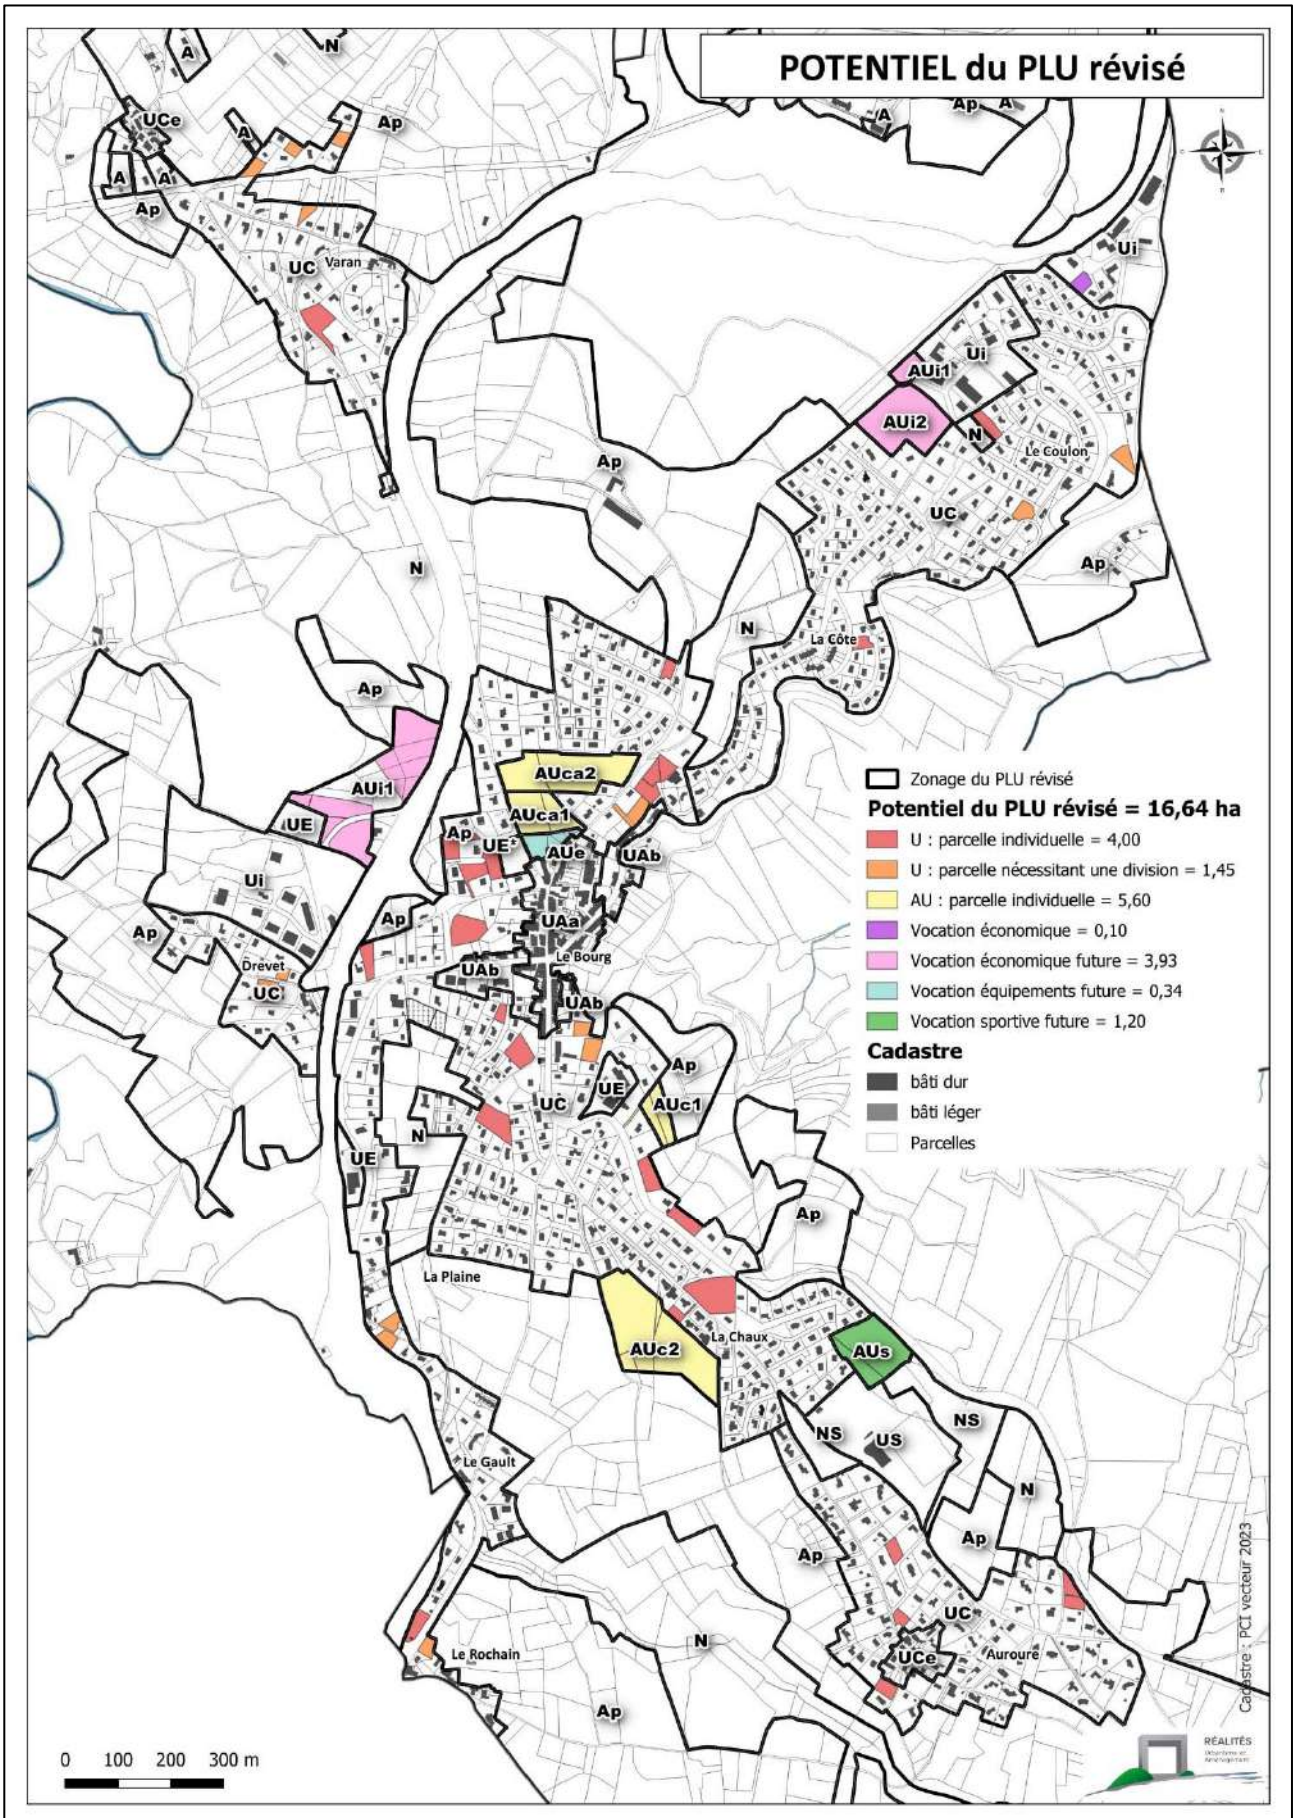 POTENTIEL du PLU révisé
A
N
UCe
A
Ap
A
Ap
A
A
A
Ap
Ui
UC
Varan
Ui
AUi1
AUi2
N
Le Coulon
Ap
UC
Ap
N
N
La Côte
Ap
AUca2
AUi1
AUca1
UE
Ap
UE*
AUe
UAb
Ui
Ap
UAa
Ap
Le Bourg
Drevet
UAb
UC
UAb
Ap
UE
UC
AUc1
N
UE
Ap
La Plaine
La Chaux
AUc2
AUs
NS
NS
US
Le Gault
N
Ap
Ap
UC
N
Le Rochain
UCe
Auroure
Ap
Zonage du PLU révisé
Potentiel du PLU révisé = 16,64 ha
U : parcelle individuelle = 4,00
U : parcelle nécessitant une division = 1,45
AU : parcelle individuelle = 5,60
Vocation économique = 0,10
Vocation économique future = 3,93
Vocation équipements future = 0,34
Vocation sportive future = 1,20
Cadastre
bâti dur
bâti léger
Parcelles
Cadastre : PCI vecteur 2023
0 100 200 300 m
RÉALITÉS